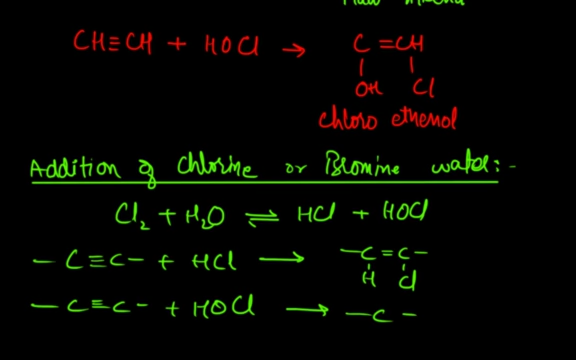 CH≡CH + HOCl → C=CH
OH Cl
chloro ethenol
Addition of Chlorine or Bromine water:-
Cl₂ + H₂O ⇌ HCl + HOCl
-C≡C- + HCl → -C=C-
H Cl
-C≡C- + HOCl → -C-